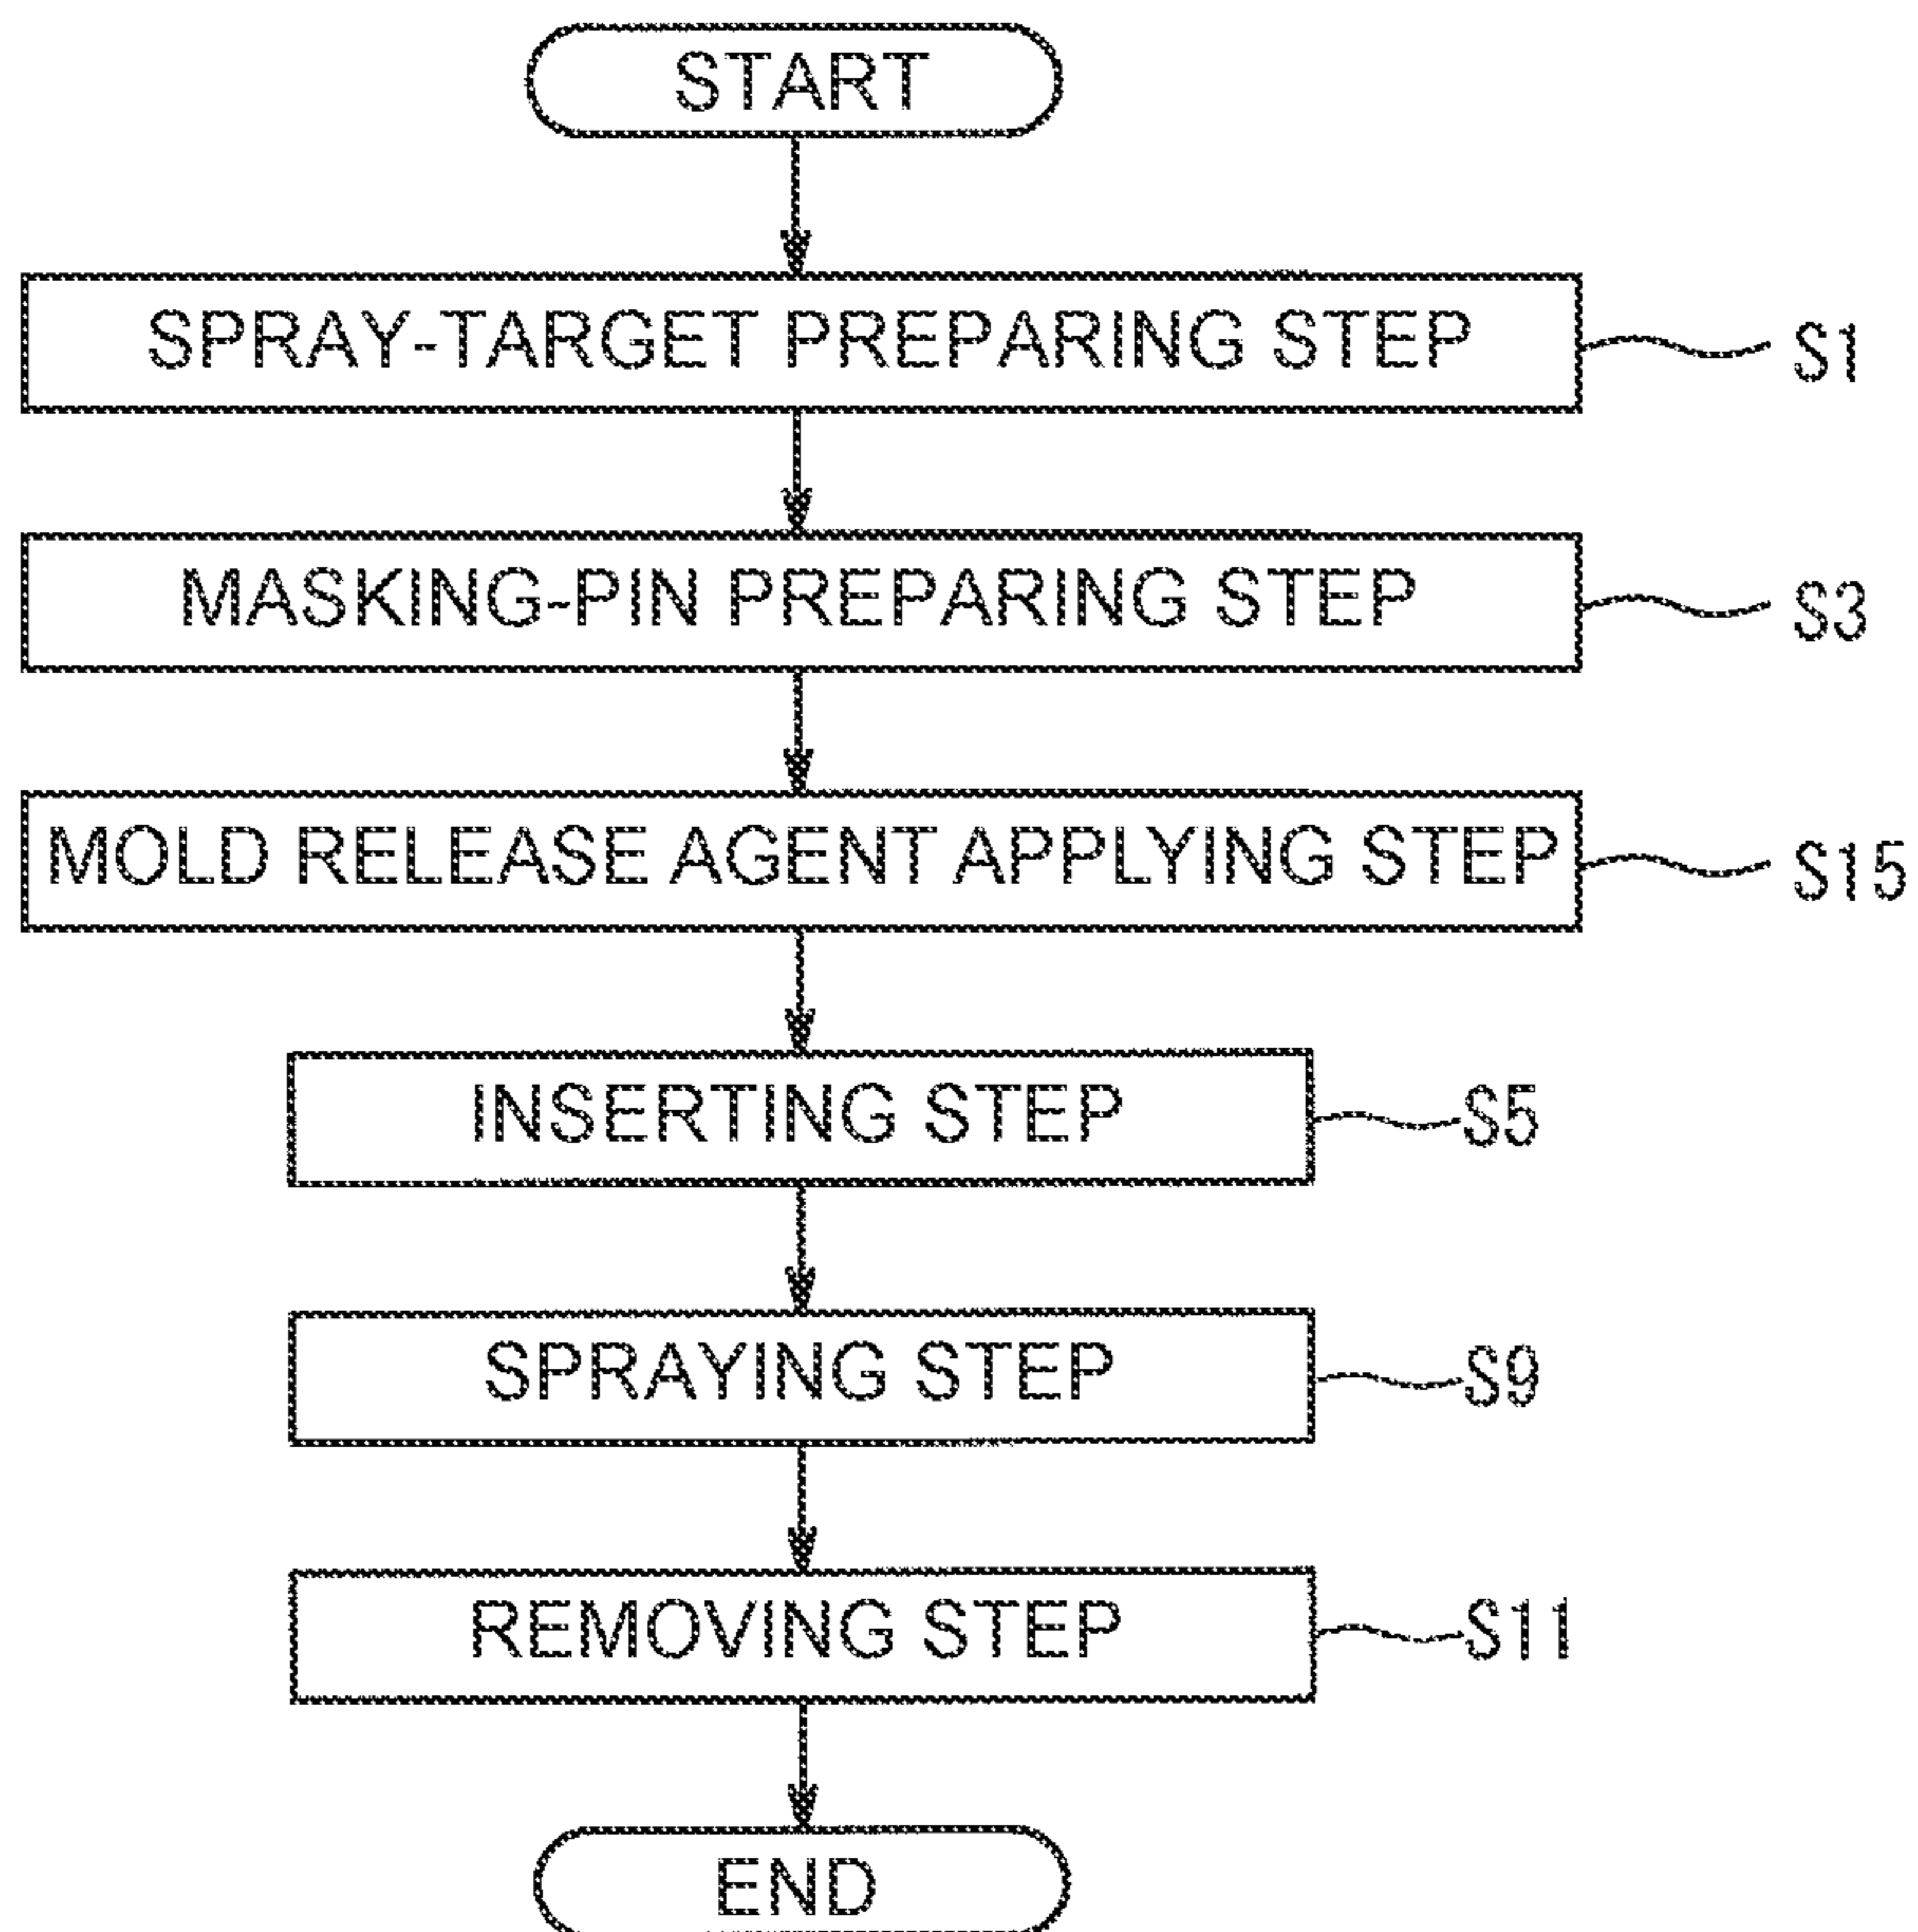 START
SPRAY-TARGET PREPARING STEP S1
MASKING-PIN PREPARING STEP S3
MOLD RELEASE AGENT APPLYING STEP S15
INSERTING STEP S5
SPRAYING STEP S9
REMOVING STEP S11
END